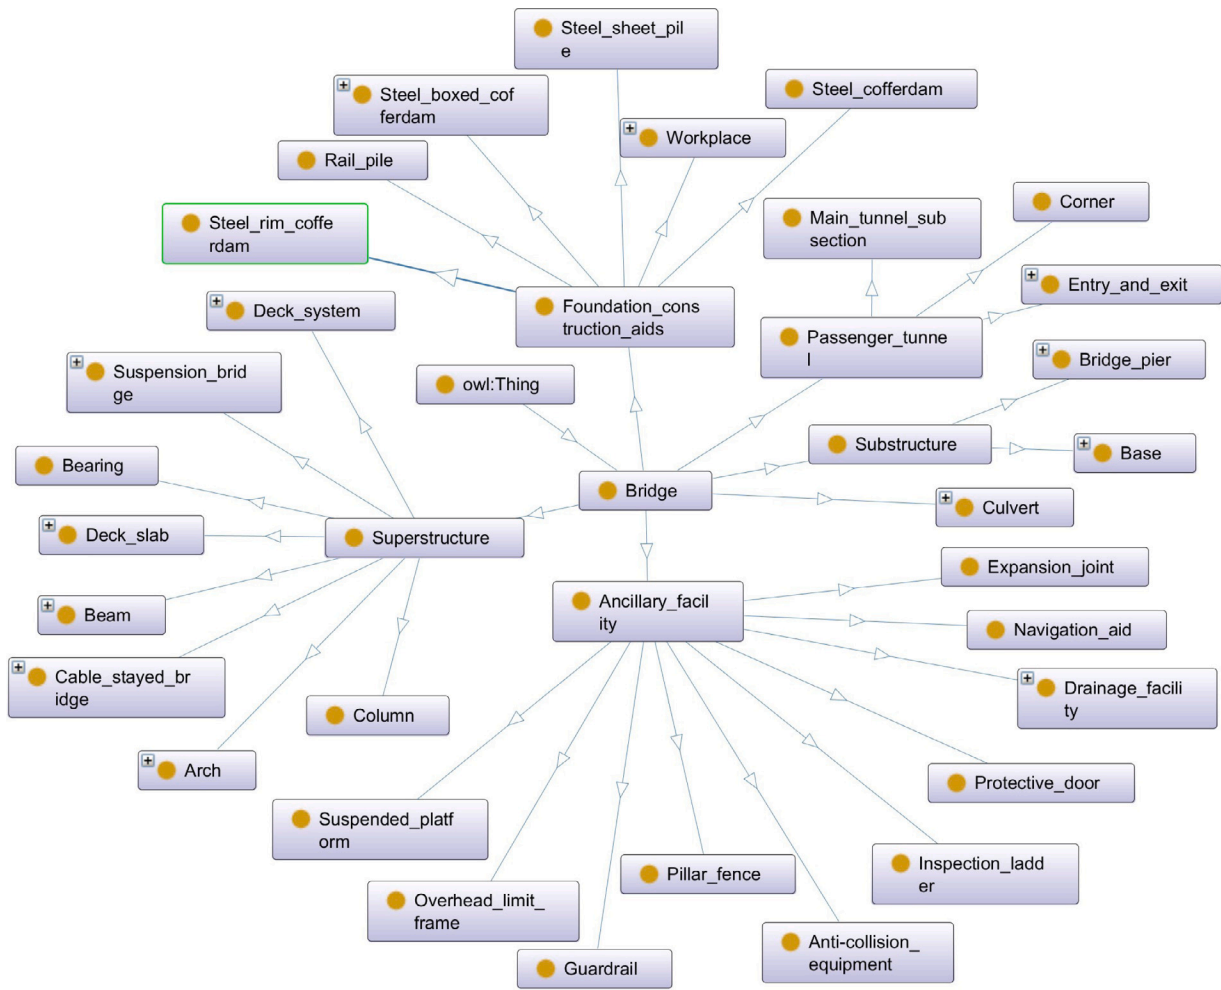 Steel_sheet_pil
e
Steel_boxed_cof
ferdam
Steel_cofferdam
Workplace
Rail_pile
Steel_rim_coffe
rdam
Main_tunnel_sub
section
Corner
Entry_and_exit
Deck_system
Foundation_cons
truction_aids
Passenger_tunne
l
Bridge_pier
Suspension_brid
ge
owl:Thing
Substructure
Base
Bearing
Bridge
Culvert
Deck_slab
Superstructure
Expansion_joint
Beam
Ancillary_facil
ity
Navigation_aid
Cable_stayed_br
idge
Column
Drainage_facili
ty
Arch
Protective_door
Suspended_platf
orm
Pillar_fence
Inspection_ladd
er
Overhead_limit_
frame
Anti-collision_
equipment
Guardrail